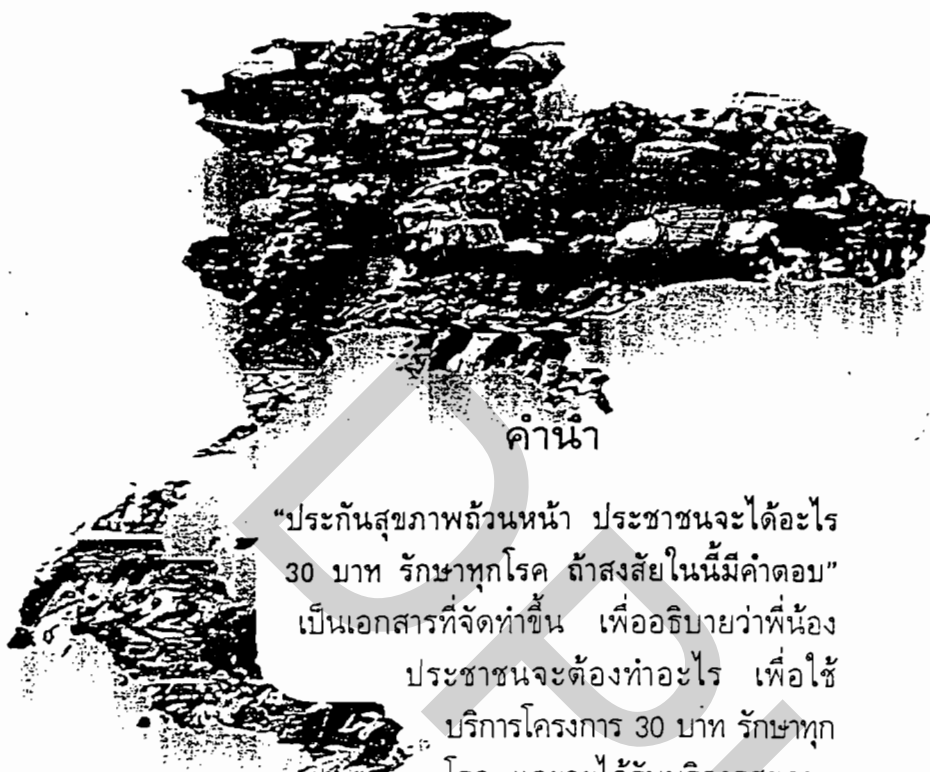 คำนำ
“ประกันสุขภาพถ้วนหน้า ประชาชนจะได้อะไร
30 บาท รักษาทุกโรค ถ้าสงสัยในนี้มีคำตอบ”
เป็นเอกสารที่จัดทำขึ้น เพื่ออธิบายว่าพี่น้อง
ประชาชนจะต้องทำอะไร เพื่อใช้
บริการโครงการ 30 บาท รักษาทุก